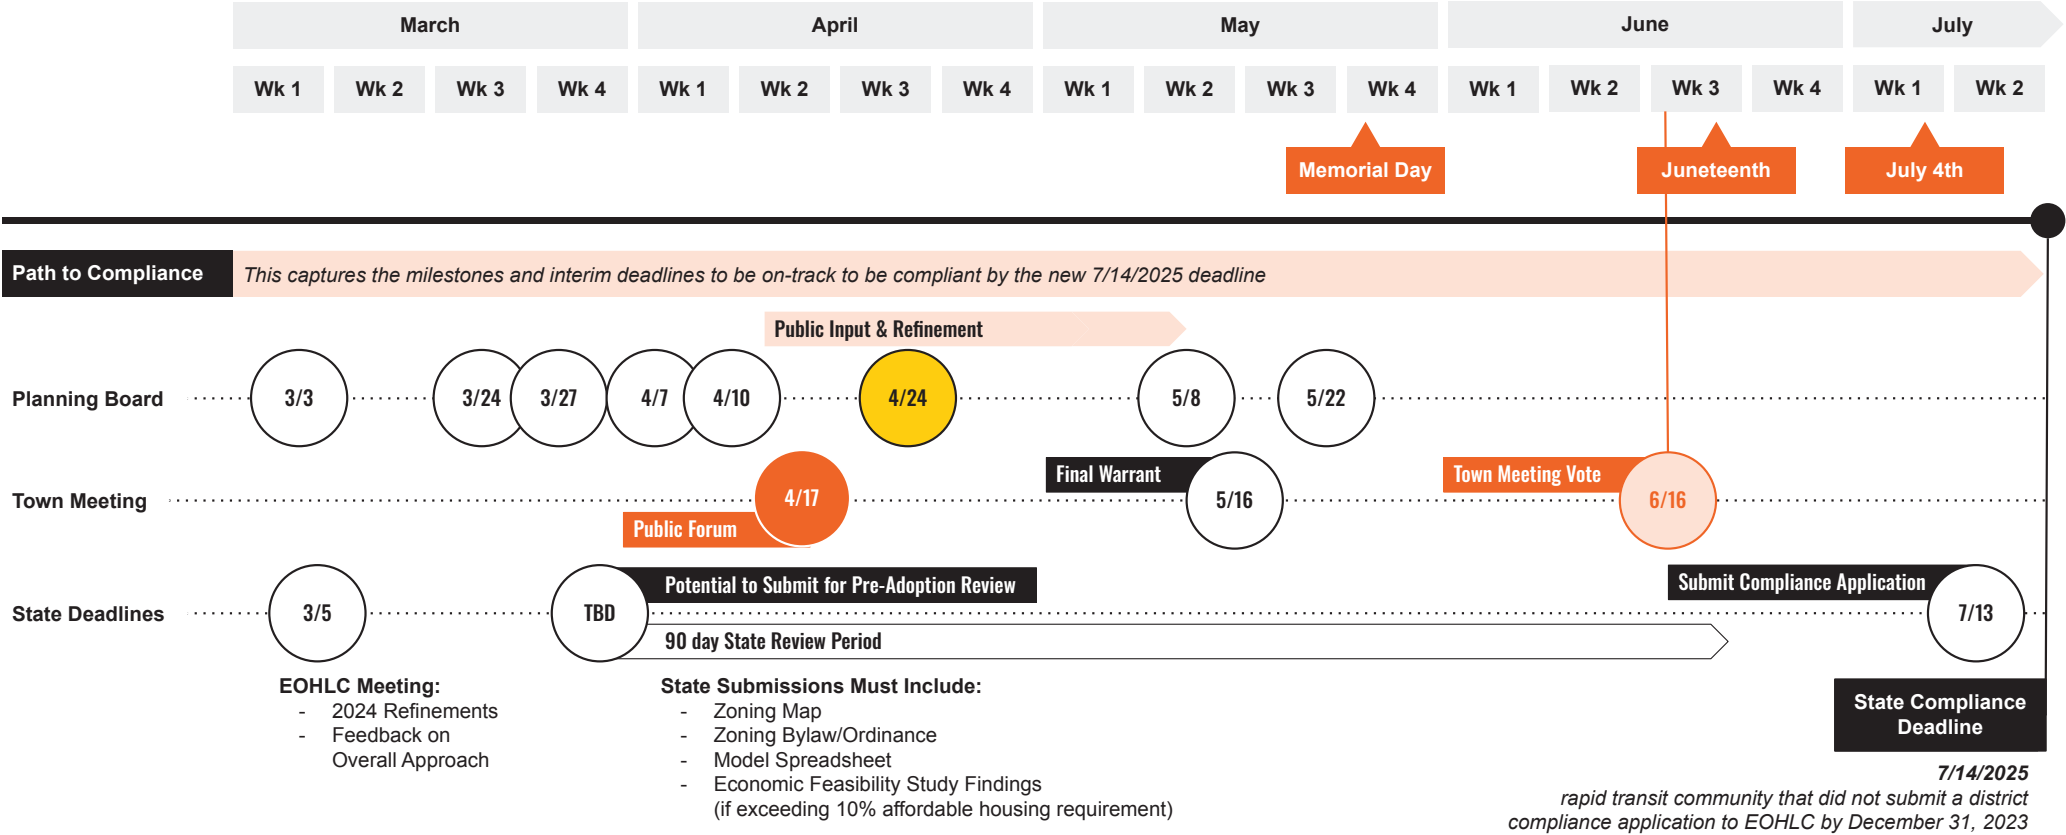 March April May June July
Wk 1 Wk 2 Wk 3 Wk 4 Wk 1 Wk 2 Wk 3 Wk 4 Wk 1 Wk 2 Wk 3 Wk 4 Wk 1 Wk 2 Wk 3 Wk 4 Wk 1 Wk 2
Memorial Day Juneteenth July 4th
Path to Compliance This captures the milestones and interim deadlines to be on-track to be compliant by the new 7/14/2025 deadline
Public Input & Refinement
Planning Board 3/3 3/24 3/27 4/7 4/10 4/24 5/8 5/22
Final Warrant Town Meeting Vote
Town Meeting 4/17 5/16 6/16
Public Forum
Potential to Submit for Pre-Adoption Review Submit Compliance Application
State Deadlines 3/5 TBD 7/13
90 day State Review Period
EOHLC Meeting:
- 2024 Refinements
- Feedback on
Overall Approach
State Submissions Must Include:
- Zoning Map
- Zoning Bylaw/Ordinance
- Model Spreadsheet
- Economic Feasibility Study Findings
(if exceeding 10% affordable housing requirement)
State Compliance
Deadline
7/14/2025
rapid transit community that did not submit a district
compliance application to EOHLC by December 31, 2023